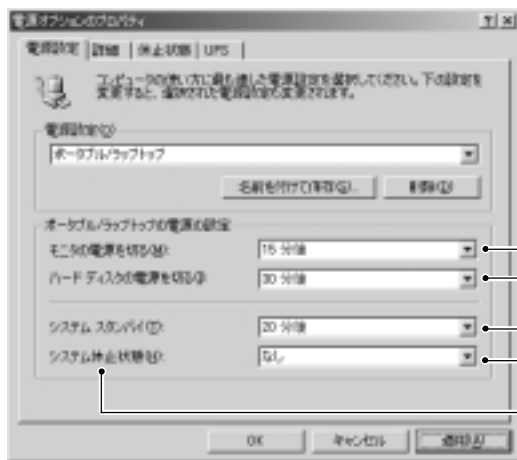 電源オプションのプロパティ
電源設定 詳細 休止状態 UPS
コンピュータの使い方に最も適した電源設定を選択してください。下の設定を
変更すると、選択された電源設定も変更されます。
電源設定(C)
ポータブル/ラップトップ
名前を付けて保存(S)... 削除(D)
ポータブル/ラップトップの電源の設定
モニタの電源を切る(M): 15 分後
ハード ディスクの電源を切る(I): 30 分後
システム スタンバイ(T): 20 分後
システム休止状態(H): なし
OK キャンセル 適用(A)